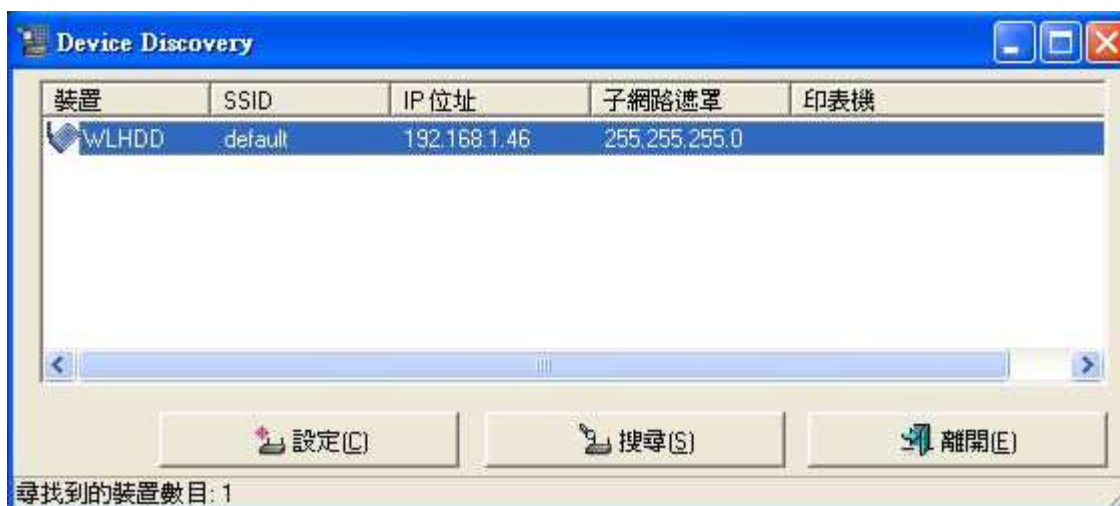 Device Discovery
裝置 SSID IP 位址 子網路遮罩 印表機
WLHDD default 192.168.1.46 255.255.255.0
設定(C) 搜尋(S) 離開(E)
尋找到的裝置數目: 1